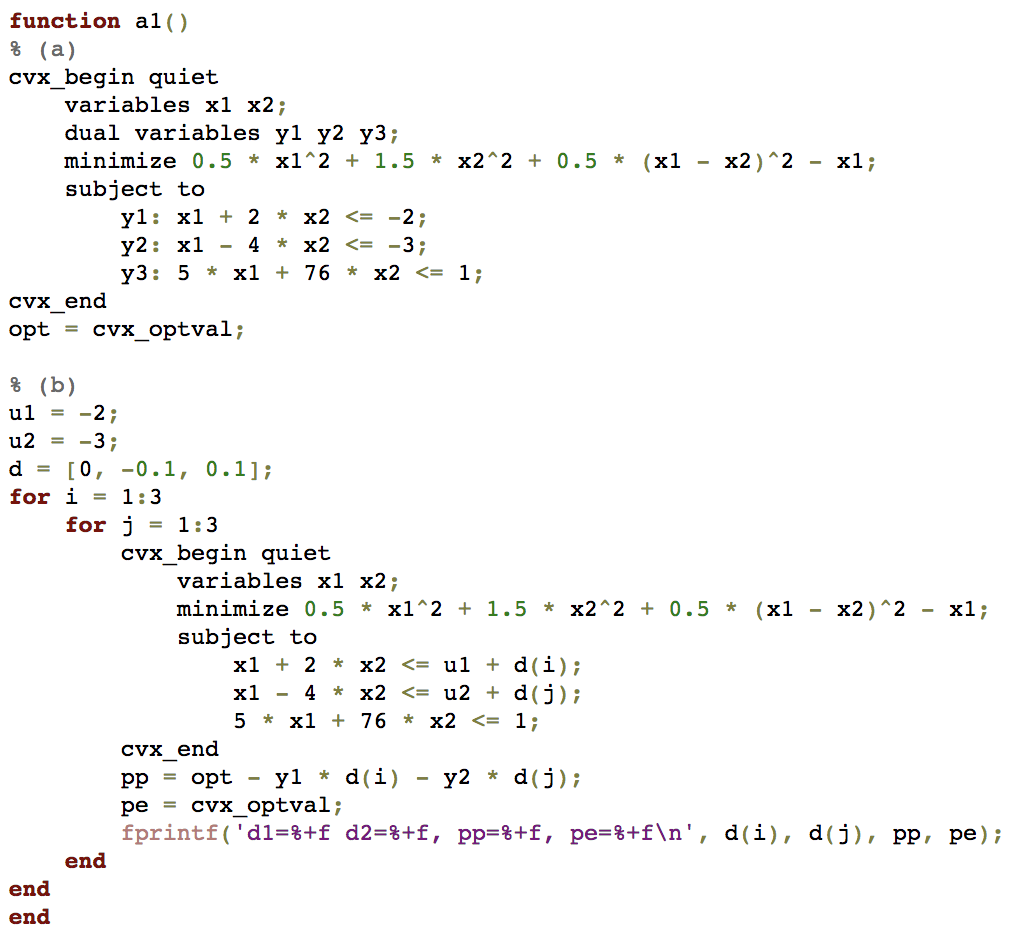 function a1()
% (a)
cvx_begin quiet
    variables x1 x2;
    dual variables y1 y2 y3;
    minimize 0.5 * x1^2 + 1.5 * x2^2 + 0.5 * (x1 - x2)^2 - x1;
    subject to
        y1: x1 + 2 * x2 <= -2;
        y2: x1 - 4 * x2 <= -3;
        y3: 5 * x1 + 76 * x2 <= 1;
cvx_end
opt = cvx_optval;

% (b)
u1 = -2;
u2 = -3;
d = [0, -0.1, 0.1];
for i = 1:3
    for j = 1:3
        cvx_begin quiet
            variables x1 x2;
            minimize 0.5 * x1^2 + 1.5 * x2^2 + 0.5 * (x1 - x2)^2 - x1;
            subject to
                x1 + 2 * x2 <= u1 + d(i);
                x1 - 4 * x2 <= u2 + d(j);
                5 * x1 + 76 * x2 <= 1;
        cvx_end
        pp = opt - y1 * d(i) - y2 * d(j);
        pe = cvx_optval;
        fprintf('d1=%+f d2=%+f, pp=%+f, pe=%+f\n', d(i), d(j), pp, pe);
    end
end
end